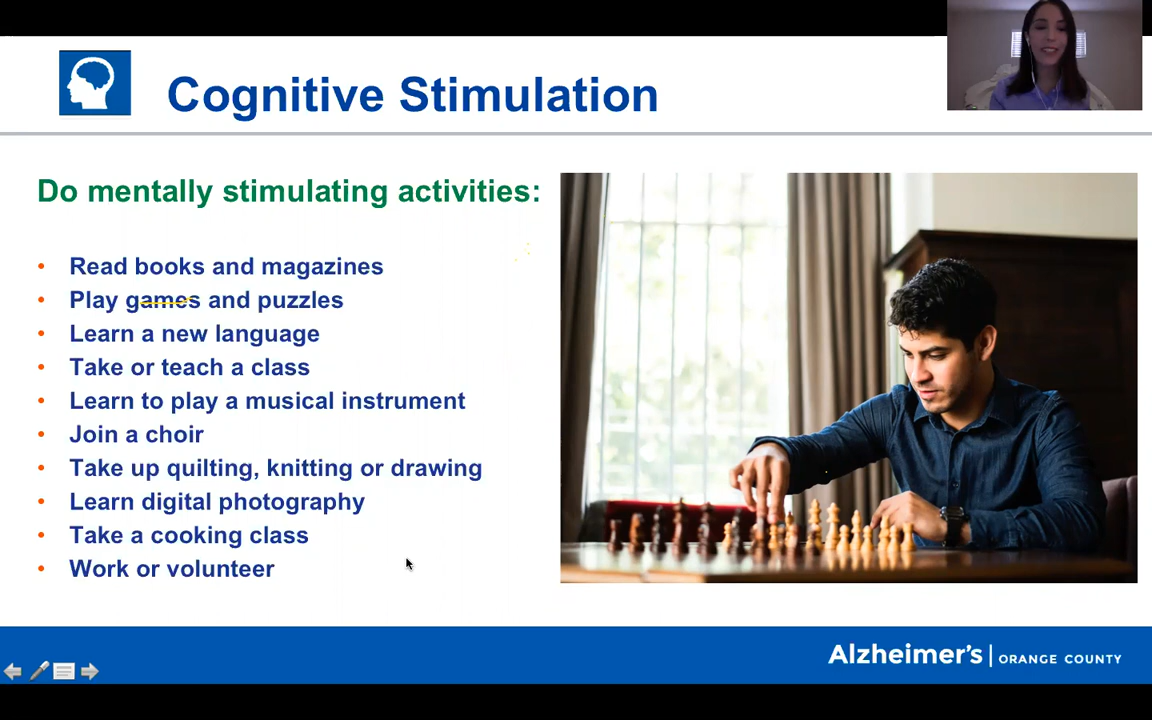 Cognitive Stimulation
Do mentally stimulating activities:
• Read books and magazines
• Play games and puzzles
• Learn a new language
• Take or teach a class
• Learn to play a musical instrument
• Join a choir
• Take up quilting, knitting or drawing
• Learn digital photography
• Take a cooking class
• Work or volunteer
Alzheimer's | ORANGE COUNTY